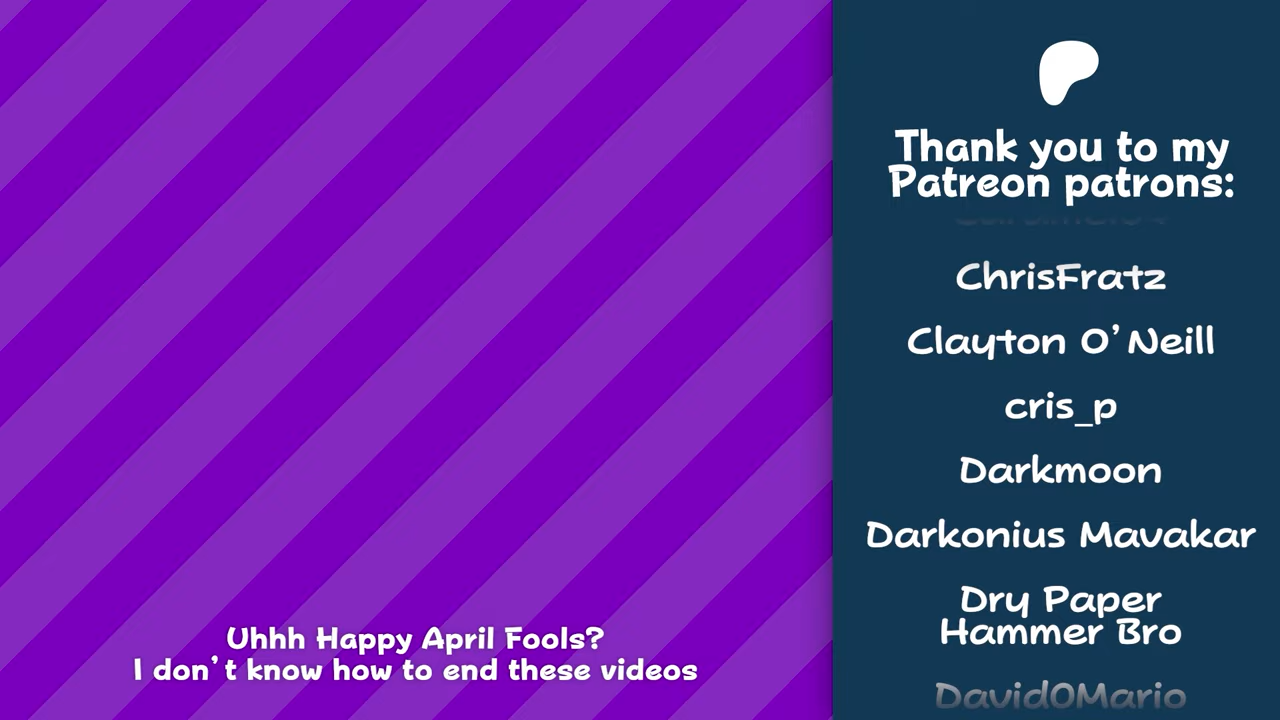 Thank you to my
Patreon patrons:
ChrisFratz
Clayton O'Neill
cris_p
Darkmoon
Darkonius Mavakar
Dry Paper
Hammer Bro
David0Mario
Uhhh Happy April Fools?
I don't know how to end these videos